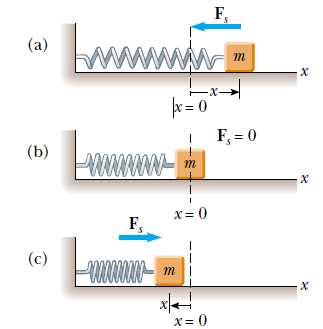 (a)
Fs
m
x
x
x = 0
(b)
Fs = 0
m
x
x = 0
(c)
Fs
m
x
x
x = 0